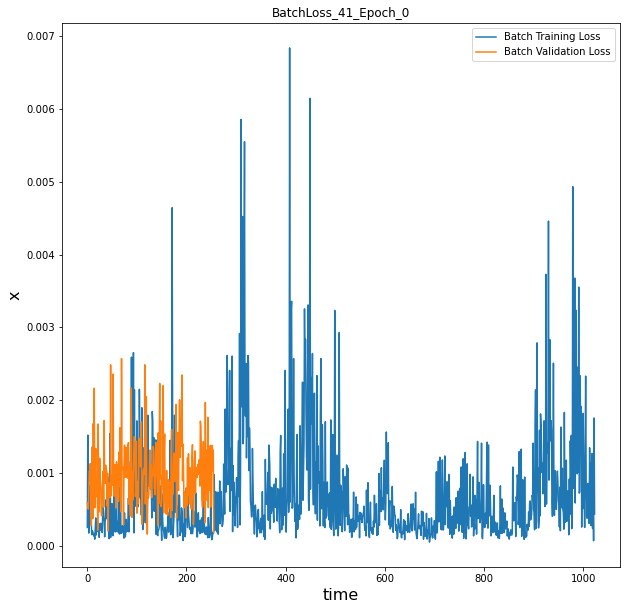 BatchLoss_41_Epoch_0
Batch Training Loss
Batch Validation Loss
0.007
0.006
0.005
0.004
0.003
0.002
0.001
0.000
x
0 200 400 600 800 1000
time